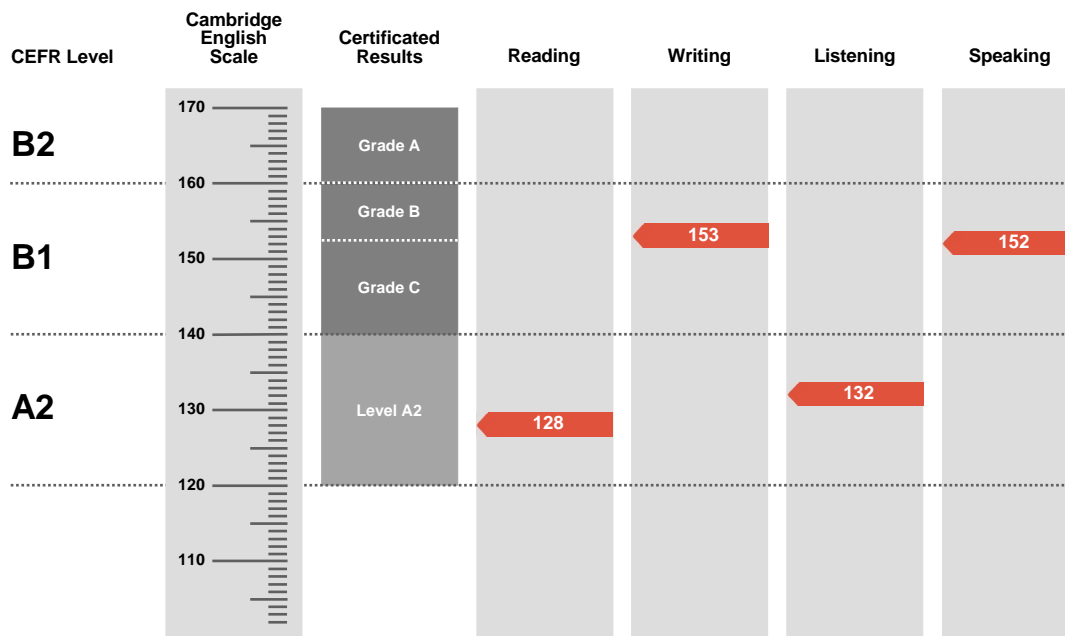 CEFR Level
Cambridge
English
Scale
Certificated
Results
Reading
Writing
Listening
Speaking
170
B2
Grade A
160
Grade B
153
152
B1
150
Grade C
140
132
A2
130
Level A2
128
120
110